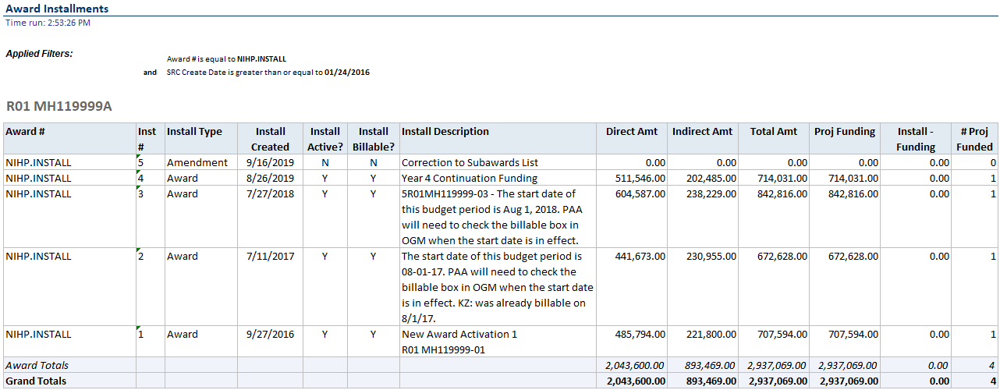 Award Installments
Time run: 2:53:26 PM
Applied Filters:
Award # is equal to NIHP.INSTALL
and SRC Create Date is greater than or equal to 01/24/2016
R01 MH119999A
Award # Inst Install Type Install Install Install Install Description Direct Amt Indirect Amt Total Amt Proj Funding Install - # Proj
# Created Active? Billable? Funding Funded
NIHP.INSTALL 5 Amendment 9/16/2019 N N Correction to Subawards List 0.00 0.00 0.00 0.00 0.00 0
NIHP.INSTALL 4 Award 8/26/2019 Y Y Year 4 Continuation Funding 511,546.00 202,485.00 714,031.00 714,031.00 0.00 1
NIHP.INSTALL 3 Award 7/27/2018 Y Y 5R01MH119999-03 - The start date of 604,587.00 238,229.00 842,816.00 842,816.00 0.00 1
this budget period is Aug 1, 2018. PAA
will need to check the billable box in
OGM when the start date is in effect.
NIHP.INSTALL 2 Award 7/11/2017 Y Y The start date of this budget period is 441,673.00 230,955.00 672,628.00 672,628.00 0.00 1
08-01-17. PAA will need to check the
billable box in OGM when the start date
is in effect. KZ: was already billable on
8/1/17.
NIHP.INSTALL 1 Award 9/27/2016 Y Y New Award Activation 1 485,794.00 221,800.00 707,594.00 707,594.00 0.00 1
R01 MH119999-01
Award Totals 2,043,600.00 893,469.00 2,937,069.00 2,937,069.00 0.00 4
Grand Totals 2,043,600.00 893,469.00 2,937,069.00 2,937,069.00 0.00 4